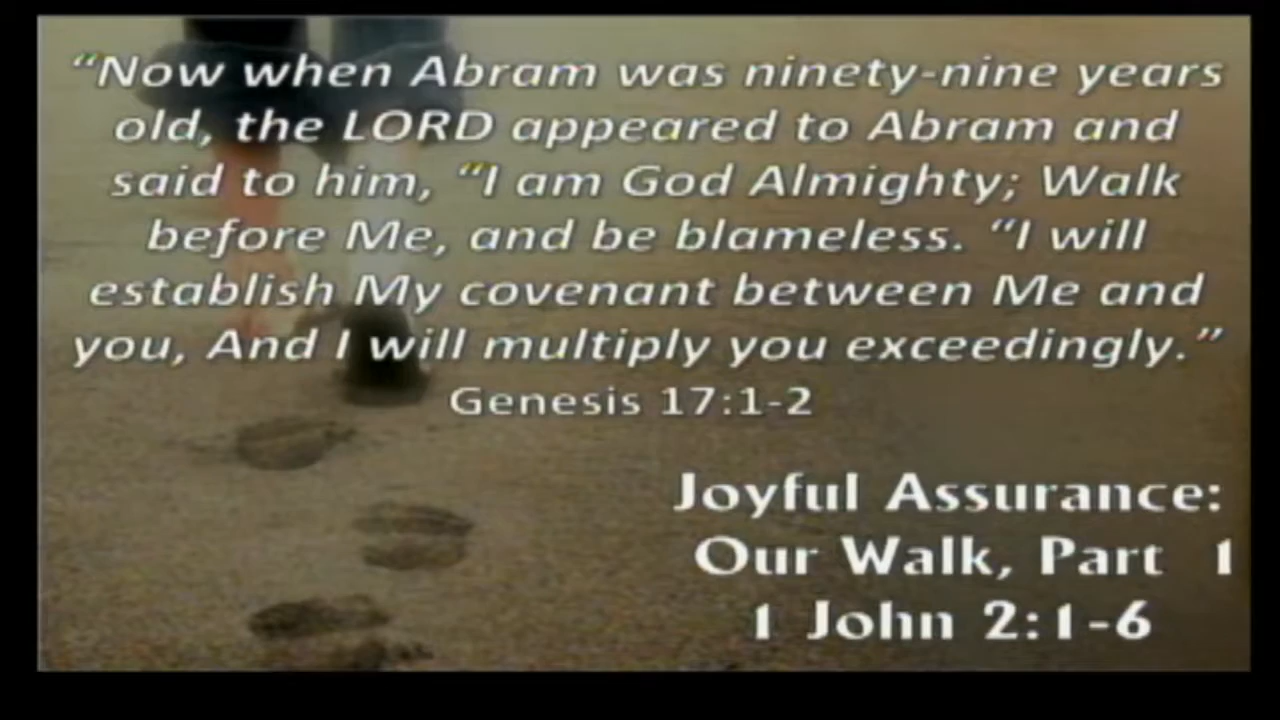 “Now when Abram was ninety-nine years
old, the LORD appeared to Abram and
said to him, “I am God Almighty; Walk
before Me, and be blameless. “I will
establish My covenant between Me and
you, And I will multiply you exceedingly.”
Genesis 17:1-2
Joyful Assurance:
Our Walk, Part 1
1 John 2:1-6